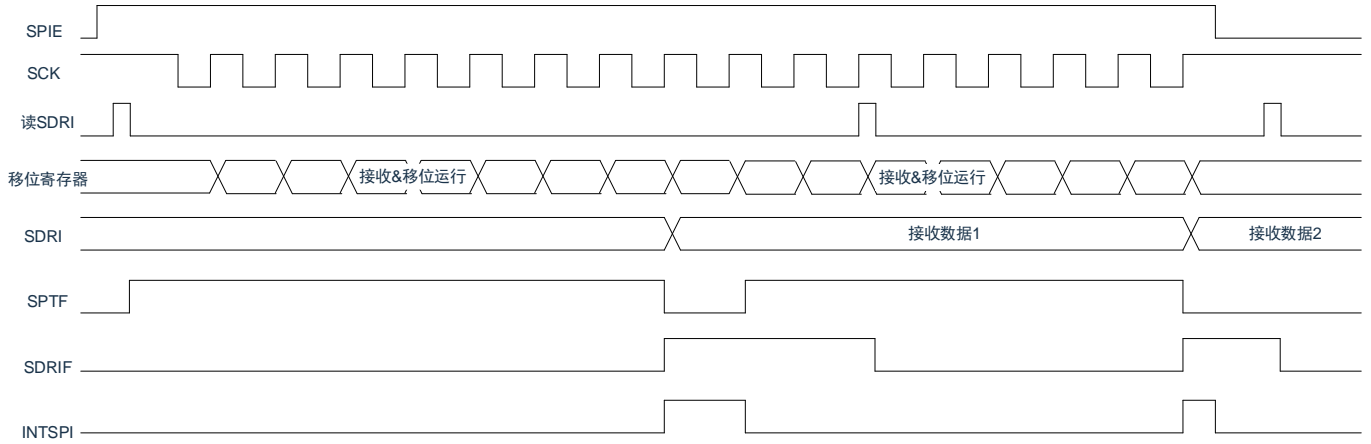 SPIE
SCK
读SDRI
移位寄存器
接收&移位运行
接收&移位运行
SDRI
接收数据1
接收数据2
SPTF
SDRIF
INTSPI